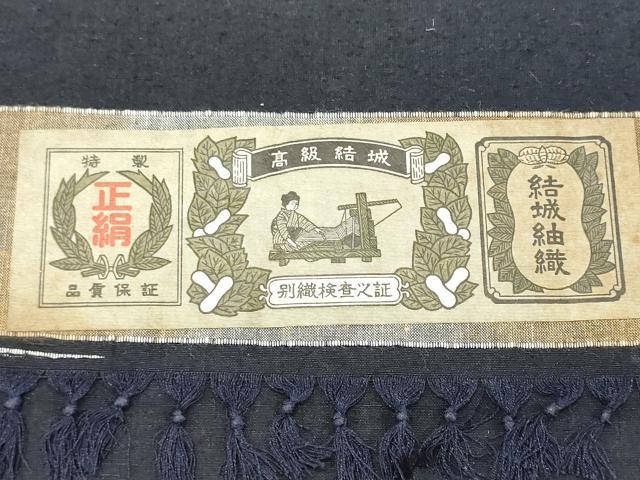 特製
正絹
品質保証
高級結城
別織検査之証
結城紬織